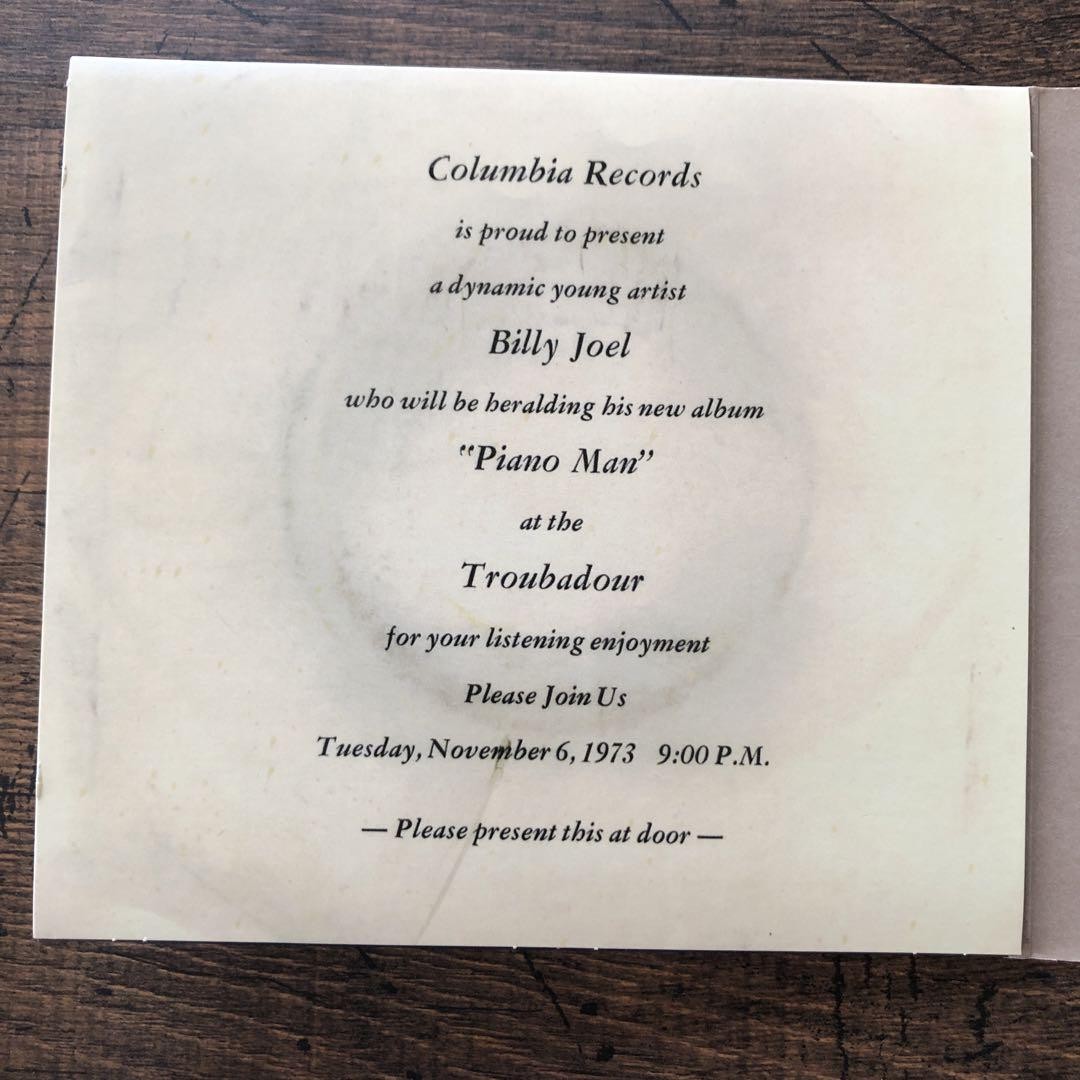 Columbia Records
is proud to present
a dynamic young artist
Billy Joel
who will be heralding his new album
“Piano Man”
at the
Troubadour
for your listening enjoyment
Please Join Us
Tuesday, November 6, 1973 9:00 P.M.
— Please present this at door —